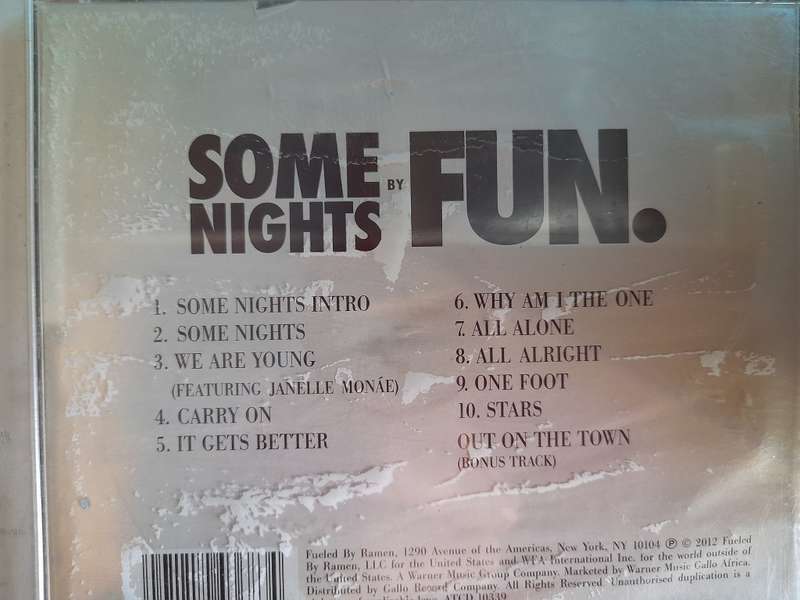 SOME NIGHTS BY FUN.
1. SOME NIGHTS INTRO
2. SOME NIGHTS
3. WE ARE YOUNG
(FEATURING JANELLE MONÁE)
4. CARRY ON
5. IT GETS BETTER
6. WHY AM I THE ONE
7. ALL ALONE
8. ALL ALRIGHT
9. ONE FOOT
10. STARS
OUT ON THE TOWN
(BONUS TRACK)
Fueled By Ramen, 1290 Avenue of the Americas, New York, NY 10104 ℗ © 2012 Fueled
By Ramen, LLC for the United States and WEA International Inc. for the world outside of
the United States. A Warner Music Group Company. Marketed by Warner Music Gallo Africa.
Distributed by Gallo Record Company. All Rights Reserved Unauthorised duplication is a
ATCD 10339